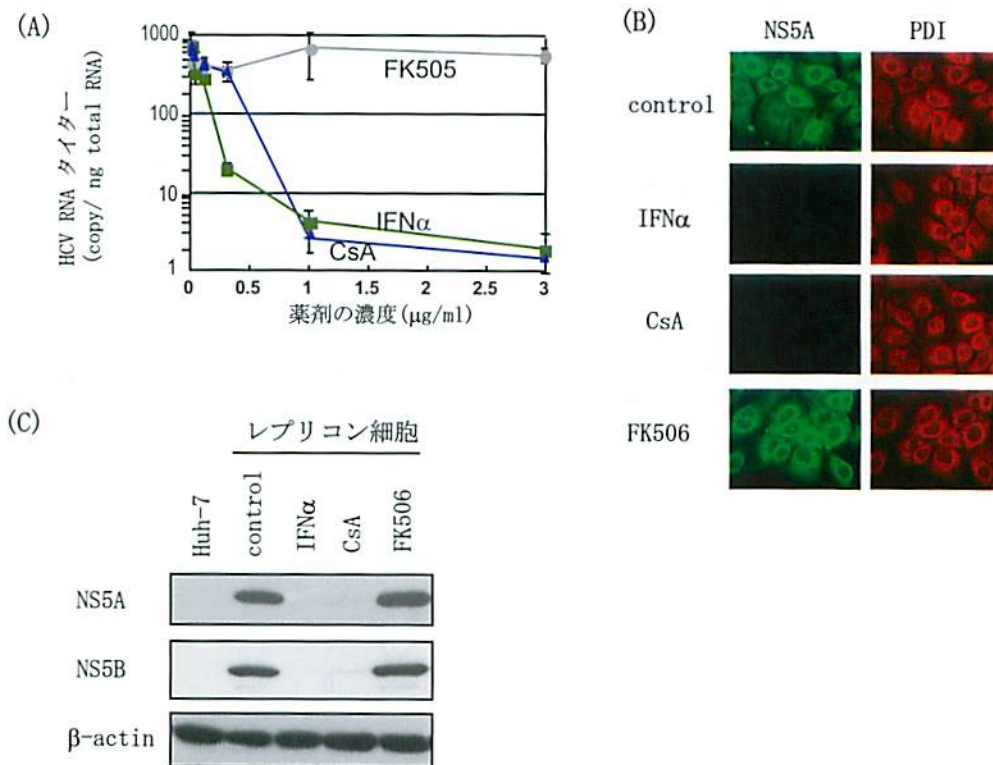 (A)
HCV RNA タイター
(copy/ ng total RNA)
1000
100
10
1
FK505
IFNα
CsA
0 0.5 1 1.5 2 2.5 3
薬剤の濃度(μg/ml)
(B)
NS5A PDI
control
IFNα
CsA
FK506
(C)
レプリコン細胞
Huh-7 control IFNα CsA FK506
NS5A
NS5B
β-actin